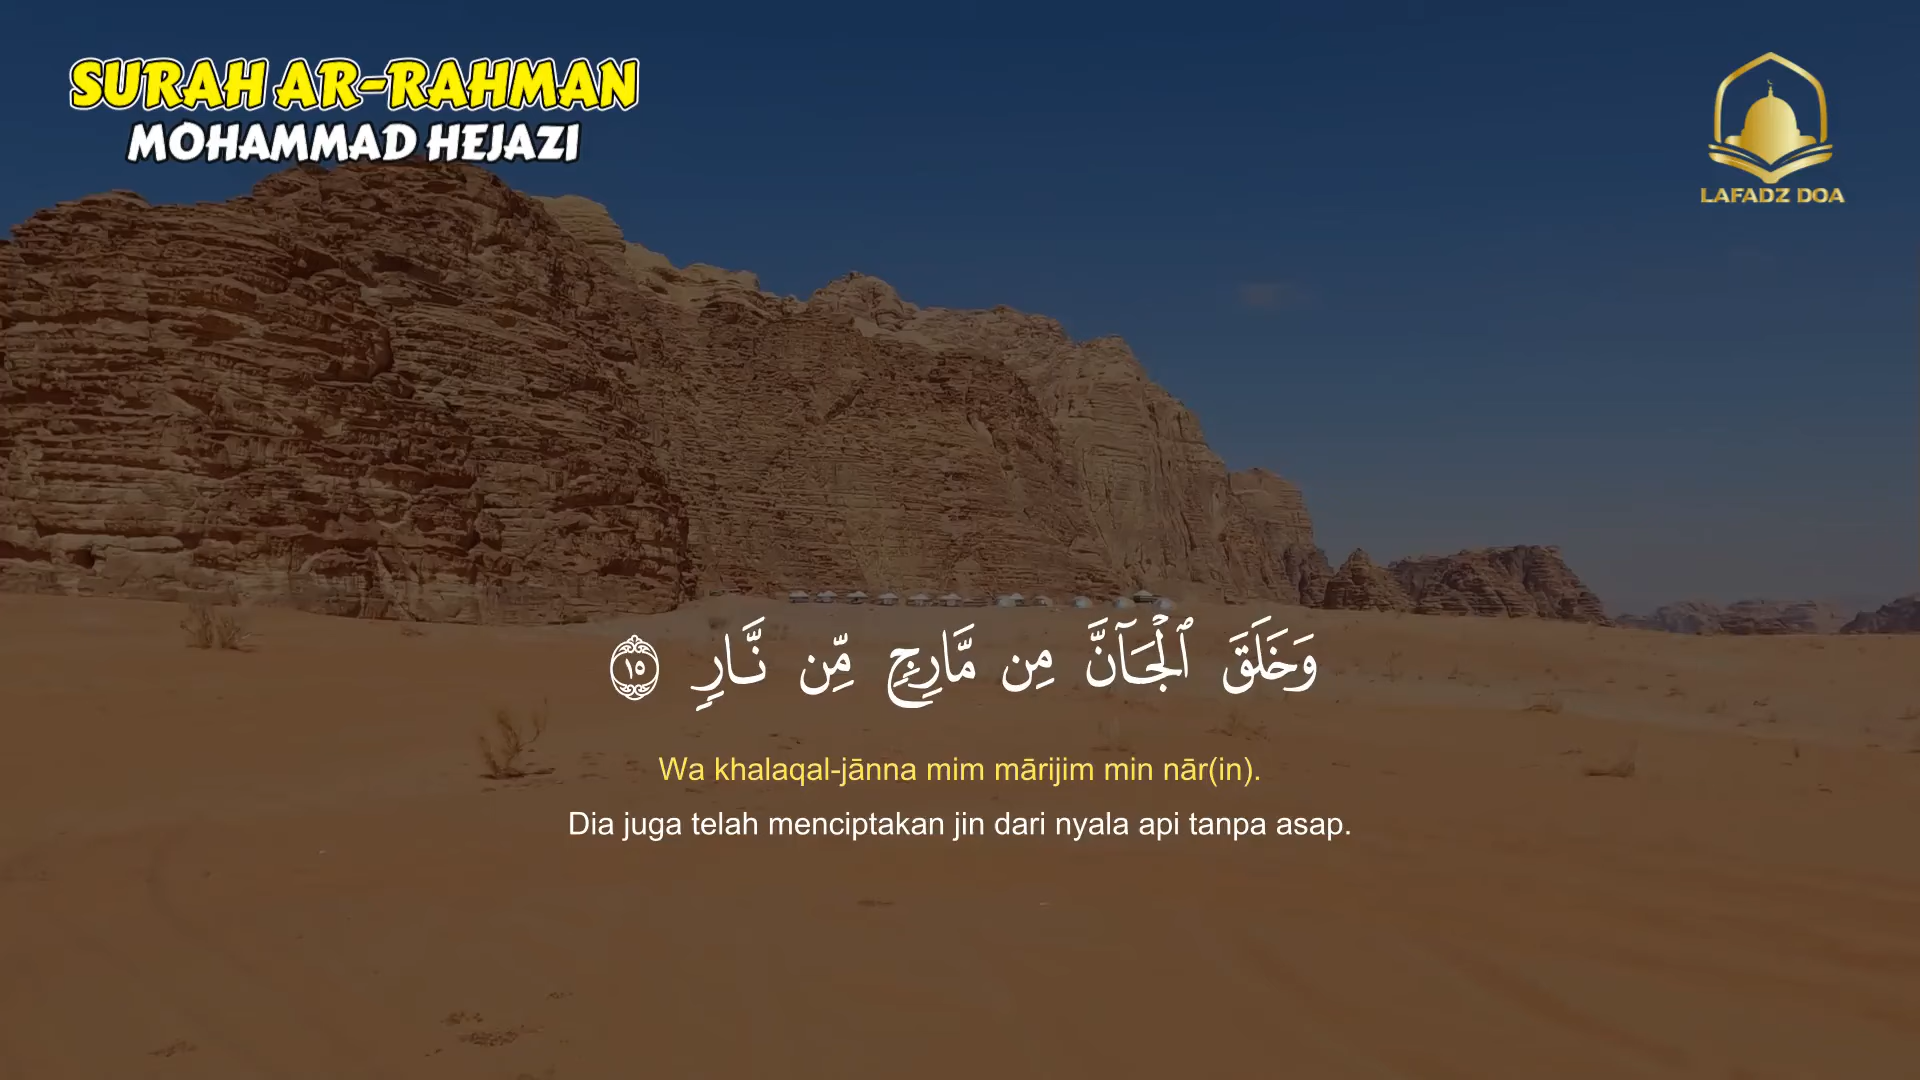 SURAH AR-RAHMAN
MOHAMMAD HEJAZI
LAFADZ DOA
وَخَلَقَ ٱلْجَآنَّ مِن مَّارِجٍ مِّن نَّارٍ ١٥
Wa khalaqal-jānna mim mārijim min nār(in).
Dia juga telah menciptakan jin dari nyala api tanpa asap.